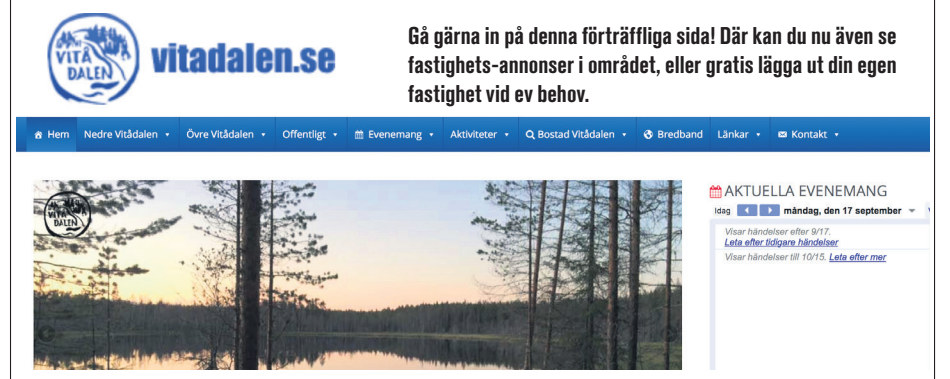 VITÅ
DALEN
vitadalen.se
Gå gärna in på denna förträffliga sida! Där kan du nu även se
fastighets-annonser i området, eller gratis lägga ut din egen
fastighet vid ev behov.
Hem Nedre Vitådalen Övre Vitådalen Offentligt Evenemang Aktiviteter Bostad Vitådalen Bredband Länkar Kontakt
VITÅ
DALEN
AKTUELLA EVENEMANG
Idag måndag, den 17 september
Visar händelser efter 9/17.
Leta efter tidigare händelser
Visar händelser till 10/15. Leta efter mer